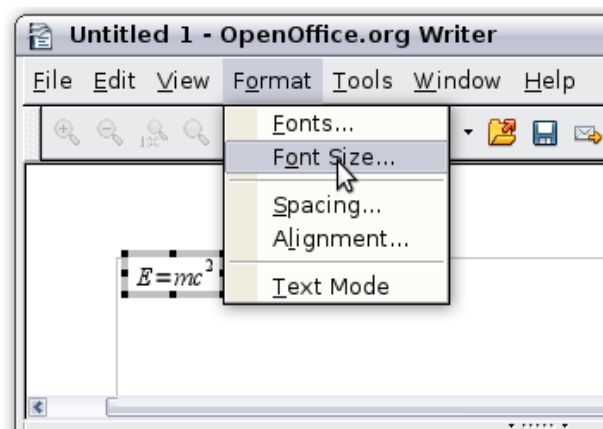 Untitled 1 - OpenOffice.org Writer
File Edit View Format Tools Window Help
100
Fonts...
Font Size...
Spacing...
Alignment...
Text Mode
E=mc²